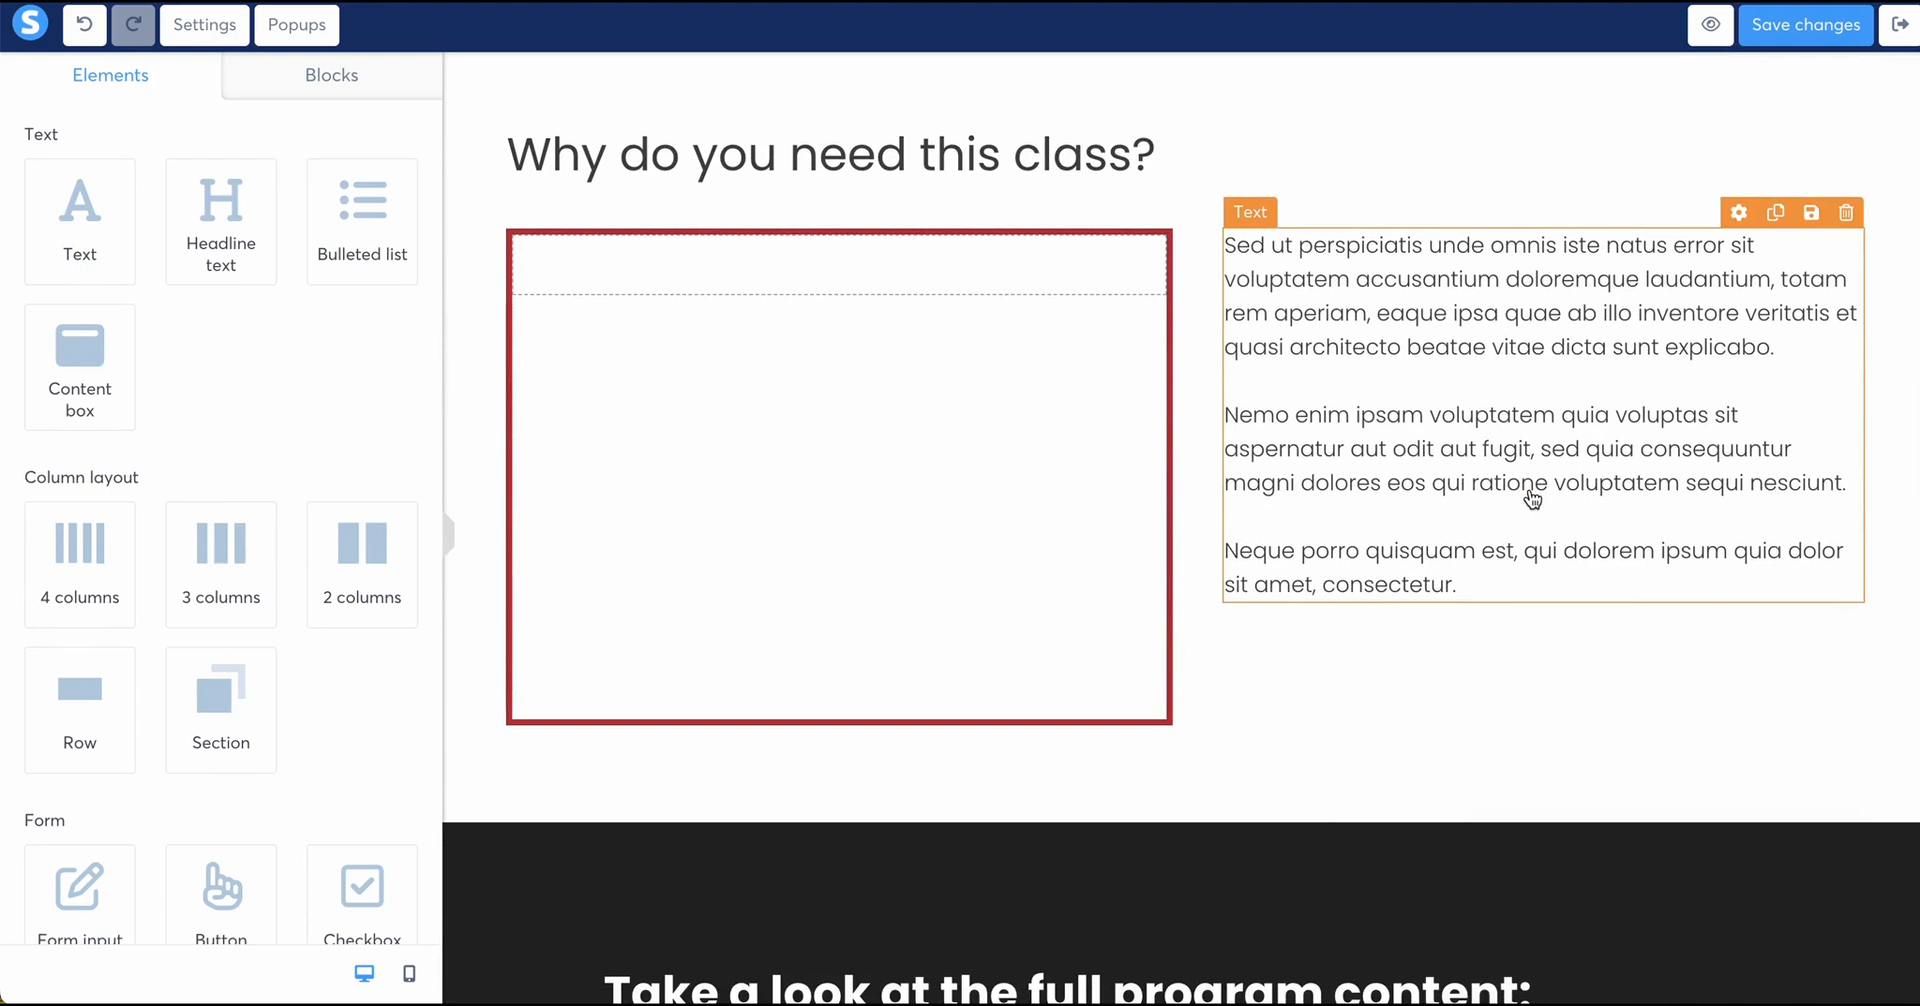 S
Settings
Popups
Save changes
Elements
Blocks
Text
Text
Headline
text
Bulleted list
Content
box
Column layout
4 columns
3 columns
2 columns
Row
Section
Form
Form input
Button
Checkbox
Why do you need this class?
Text
Sed ut perspiciatis unde omnis iste natus error sit
voluptatem accusantium doloremque laudantium, totam
rem aperiam, eaque ipsa quae ab illo inventore veritatis et
quasi architecto beatae vitae dicta sunt explicabo.
Nemo enim ipsam voluptatem quia voluptas sit
aspernatur aut odit aut fugit, sed quia consequuntur
magni dolores eos qui ratione voluptatem sequi nesciunt.
Neque porro quisquam est, qui dolorem ipsum quia dolor
sit amet, consectetur.
Take a look at the full program content: